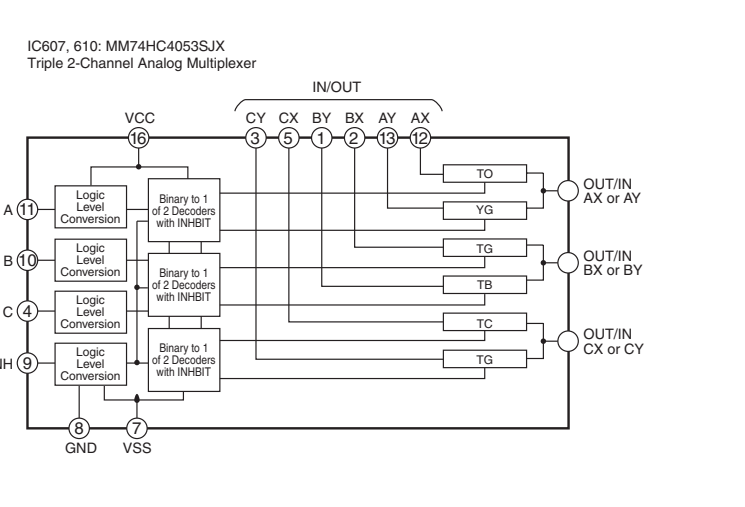 IC607, 610: MM74HC4053SJX
Triple 2-Channel Analog Multiplexer
IN/OUT
VCC
CY
CX
BY
BX
AY
AX
16
3
5
1
2
13
12
A
11
Logic
Level
Conversion
Binary to 1
of 2 Decoders
with INHBIT
TO
YG
OUT/IN
AX or AY
B
10
Logic
Level
Conversion
Binary to 1
of 2 Decoders
with INHBIT
TG
TB
OUT/IN
BX or BY
C
4
Logic
Level
Conversion
TC
OUT/IN
CX or CY
NH
9
Logic
Level
Conversion
Binary to 1
of 2 Decoders
with INHBIT
TG
8
7
GND
VSS